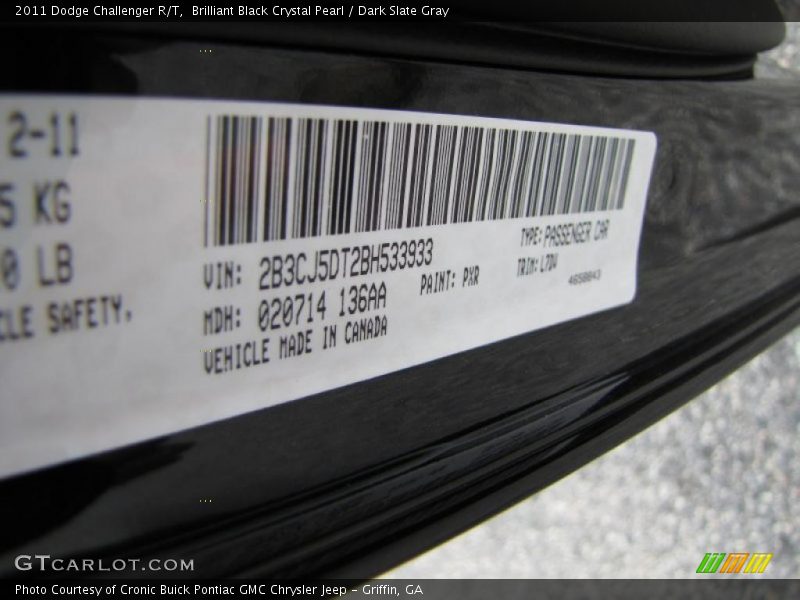 2011 Dodge Challenger R/T,  Brilliant Black Crystal Pearl / Dark Slate Gray
2-11
5 KG
0 LB
CLE SAFETY.
VIN: 2B3CJ5DT2BH533933
MDH: 020714 136AA
VEHICLE MADE IN CANADA
PAINT: PXR
TYPE: PASSENGER CAR
TRIM: L7DV
4658843
GTCARLOT.COM
Photo Courtesy of Cronic Buick Pontiac GMC Chrysler Jeep - Griffin, GA